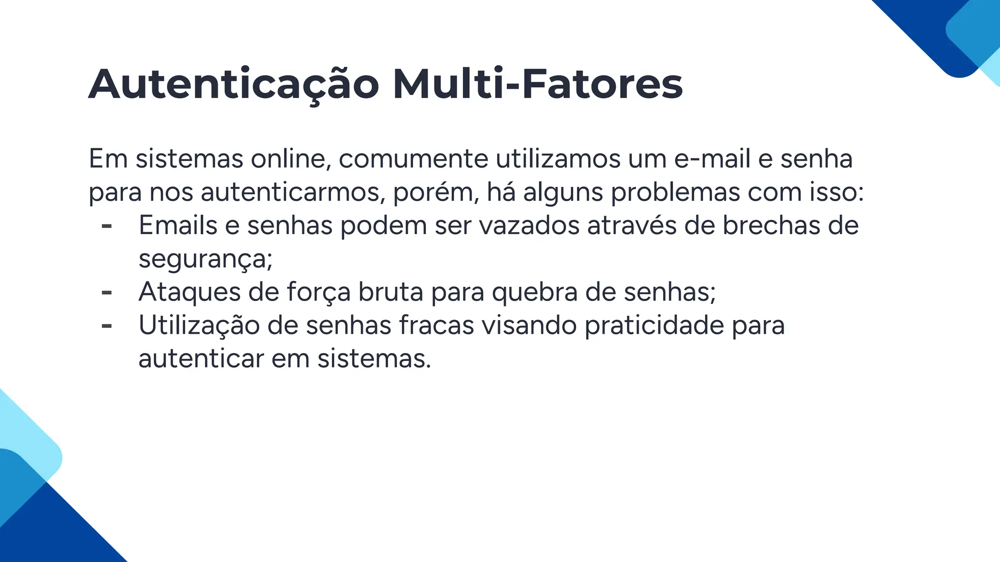 Autenticação Multi-Fatores
Em sistemas online, comumente utilizamos um e-mail e senha
para nos autenticarmos, porém, há alguns problemas com isso:
- Emails e senhas podem ser vazados através de brechas de
segurança;
- Ataques de força bruta para quebra de senhas;
- Utilização de senhas fracas visando praticidade para
autenticar em sistemas.